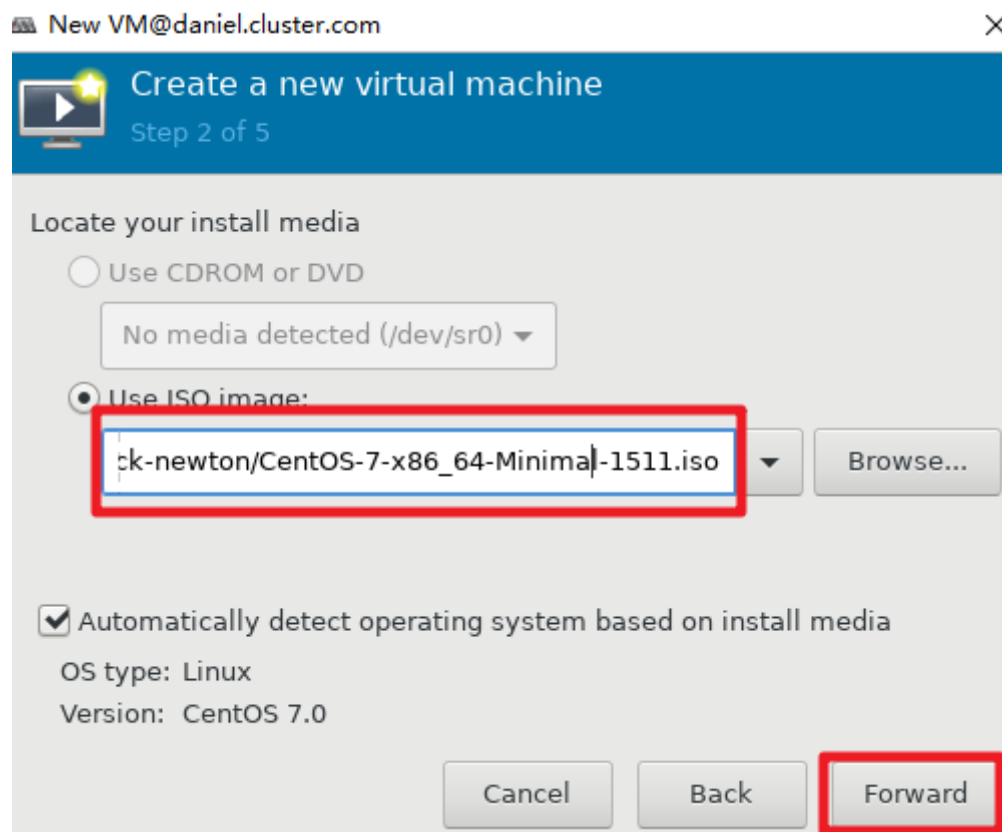 New VM@daniel.cluster.com
Create a new virtual machine
Step 2 of 5
Locate your install media
Use CDROM or DVD
No media detected (/dev/sr0)
Use ISO image:
ck-newton/CentOS-7-x86_64-Minimal-1511.iso
Browse...
Automatically detect operating system based on install media
OS type: Linux
Version: CentOS 7.0
Cancel Back Forward